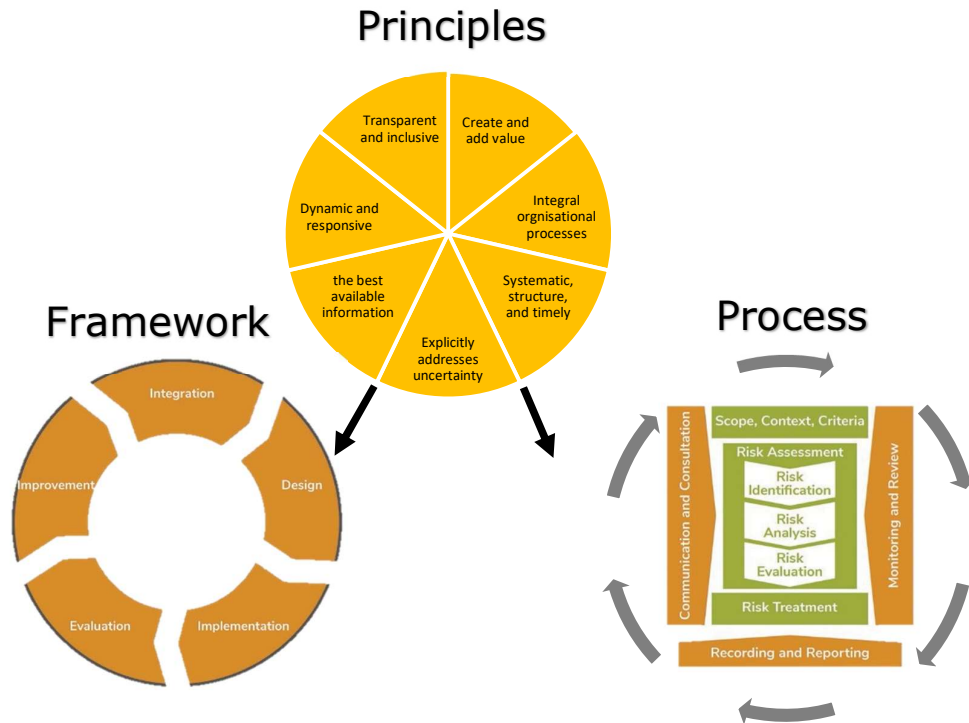 Principles
Transparent
and inclusive
Create and
add value
Dynamic and
responsive
Integral
orgnisational
processes
the best
available
information
Systematic,
structure,
and timely
Explicitly
addresses
uncertainty
Framework
Integration
Improvement
Design
Evaluation
Implementation
Process
Scope, Context, Criteria
Communication and Consultation
Risk Assessment
Risk
Identification
Risk
Analysis
Risk
Evaluation
Monitoring and Review
Risk Treatment
Recording and Reporting